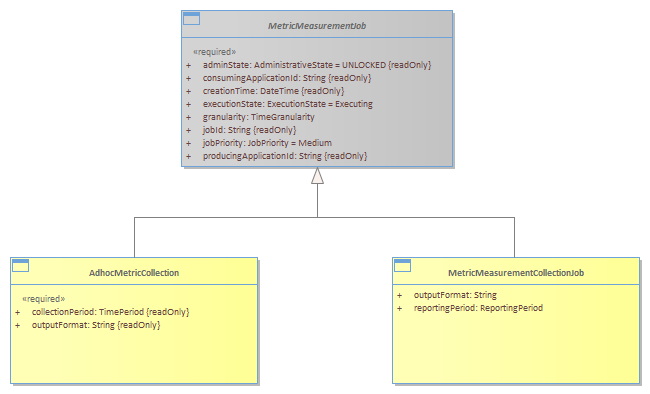 MetricMeasurementJob
«required»
+ adminState: AdministrativeState = UNLOCKED {readOnly}
+ consumingApplicationId: String {readOnly}
+ creationTime: DateTime {readOnly}
+ executionState: ExecutionState = Executing
+ granularity: TimeGranularity
+ jobId: String {readOnly}
+ jobPriority: JobPriority = Medium
+ producingApplicationId: String {readOnly}
AdhocMetricCollection
«required»
+ collectionPeriod: TimePeriod {readOnly}
+ outputFormat: String {readOnly}
MetricMeasurementCollectionJob
+ outputFormat: String
+ reportingPeriod: ReportingPeriod